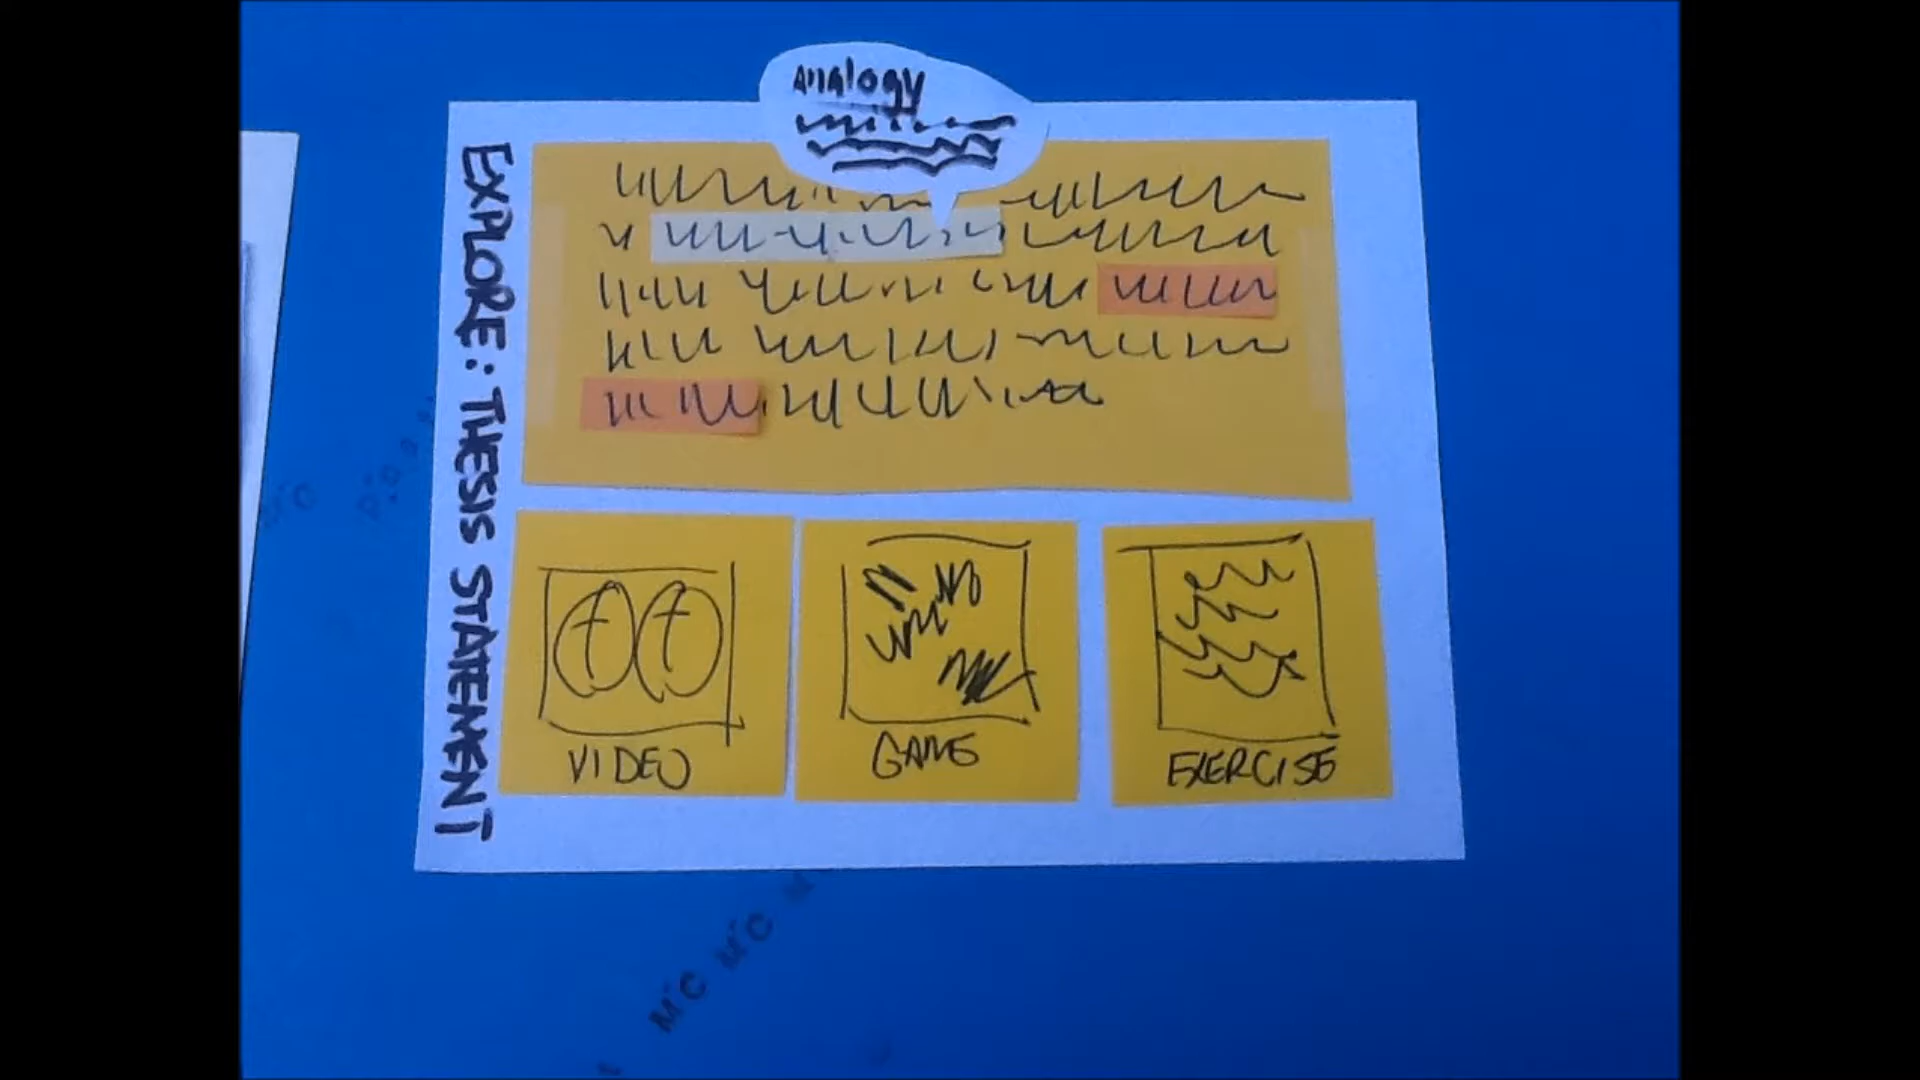 Analogy
EXPLORE: THESIS STATEMENT
VIDEO
GAME
EXERCISE
M'C M'C